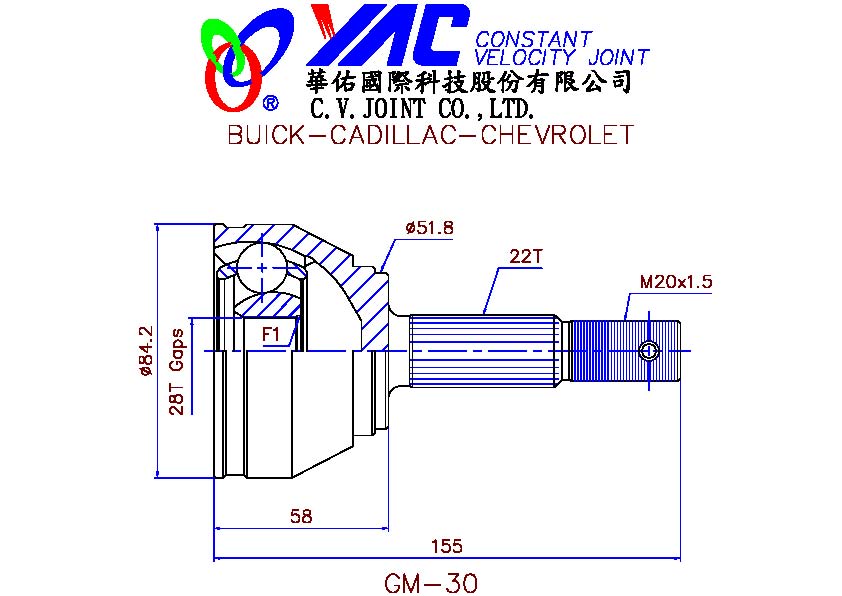 YAC CONSTANT
VELOCITY JOINT
®
華佑國際科技股份有限公司
C.V.JOINT CO.,LTD.
BUICK-CADILLAC-CHEVROLET
ø51.8
22T
M20x1.5
ø84.2
28T Gaps
F1
58
155
GM-30